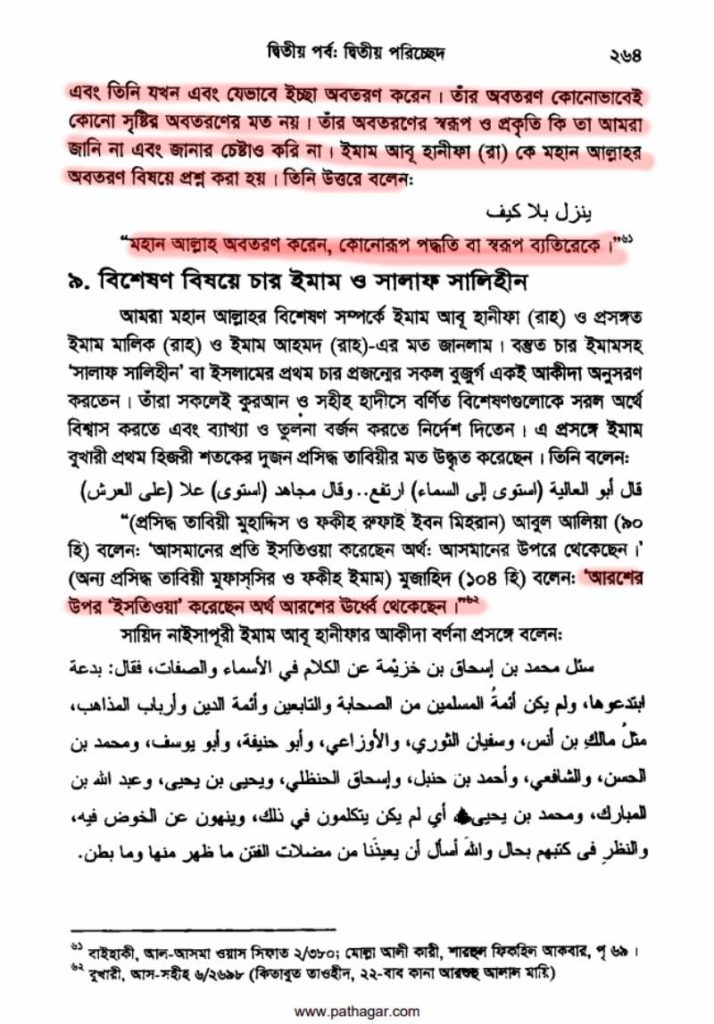 দ্বিতীয় পর্ব: দ্বিতীয় পরিচ্ছেদ ২৬৪
এবং তিনি যখন এবং যেভাবে ইচ্ছা অবতরণ করেন। তাঁর অবতরণ কোনোভাবেই
কোনো সৃষ্টির অবতরণের মত নয়। তাঁর অবতরণের স্বরূপ ও প্রকৃতি কি তা আমরা
জানি না এবং জানার চেষ্টাও করি না। ইমাম আবূ হানীফা (রা) কে মহান আল্লাহর
অবতরণ বিষয়ে প্রশ্ন করা হয়। তিনি উত্তরে বলেন:
ينزل بلا كيف
“মহান আল্লাহ অবতরণ করেন, কোনোরূপ পদ্ধতি বা স্বরূপ ব্যতিরেকে।”৬১
৯. বিশেষণ বিষয়ে চার ইমাম ও সালাফ সালিহীন
আমরা মহান আল্লাহর বিশেষণ সম্পর্কে ইমাম আবূ হানীফা (রাহ) ও প্রসঙ্গত
ইমাম মালিক (রাহ) ও ইমাম আহমদ (রাহ)-এর মত জানলাম। বস্তুত চার ইমামসহ
‘সালাফ সালিহীন’ বা ইসলামের প্রথম চার প্রজন্মের সকল বুজুর্গ একই আকীদা অনুসরণ
করতেন। তাঁরা সকলেই কুরআন ও সহীহ হাদীসে বর্ণিত বিশেষণগুলোকে সরল অর্থে
বিশ্বাস করতে এবং ব্যাখ্যা ও তুলনা বর্জন করতে নির্দেশ দিতেন। এ প্রসঙ্গে ইমাম
বুখারী প্রথম হিজরী শতকের দুজন প্রসিদ্ধ তাবিয়ীর মত উদ্ধৃত করেছেন। তিনি বলেন:
قال أبو العالية (استوى إلى السماء) ارتفع.. وقال مجاهد (استوى) علا (على العرش)
“(প্রসিদ্ধ তাবিয়ী মুহাদ্দিস ও ফকীহ রুফাই ইবন মিহরান) আবুল আলিয়া (৯০
হি) বলেন: ‘আসমানের প্রতি ইসতিওয়া করেছেন অর্থ: আসমানের উপরে থেকেছেন।’
(অন্য প্রসিদ্ধ তাবিয়ী মুফাস্সির ও ফকীহ ইমাম) মুজাহিদ (১০৪ হি) বলেন: ‘আরশের
উপর ‘ইসতিওয়া’ করেছেন অর্থ আরশের ঊর্ধ্বে থেকেছেন।”৬২
সায়িদ নাইসাপূরী ইমাম আবূ হানীফার আকীদা বর্ণনা প্রসঙ্গে বলেন:
سئل محمد بن إسحاق بن خزيمة عن الكلام في الأسماء والصفات، فقال: بدعة
ابتدعوها، ولم يكن أئمةُ المسلمين من الصحابة والتابعين وأئمة الدين وأرباب المذاهب،
مثلُ مالكِ بن أنس، وسفيان الثوري، والأوزاعي، وأبو حنيفة، وأبو يوسف، ومحمد بن
الحسن، والشافعي، وأحمد بن حنبل، وإسحاق الحنظلي، ويحيى بن يحيى، وعبد الله بن
المبارك، ومحمد بن يحيى أي لم يكن يتكلمون في ذلك، وينهون عن الخوض فيه،
والنظرِ في كتبهم بحال واللهَ أسأل أن يعيذَنا من مضلات الفتن ما ظهر منها وما بطن.
৬১ বাইহাকী, আল-আসমা ওয়াস সিফাত ২/৩৮০; মোল্লা আলী কারী, শারহুল ফিকহিল আকবার, পৃ ৬৯।
৬২ বুখারী, আস-সহীহ ৬/২৬৯৮ (কিতাবুত তাওহীদ, ২২-বাব কানা আরশুহু আলাল মায়ি)
www.pathagar.com